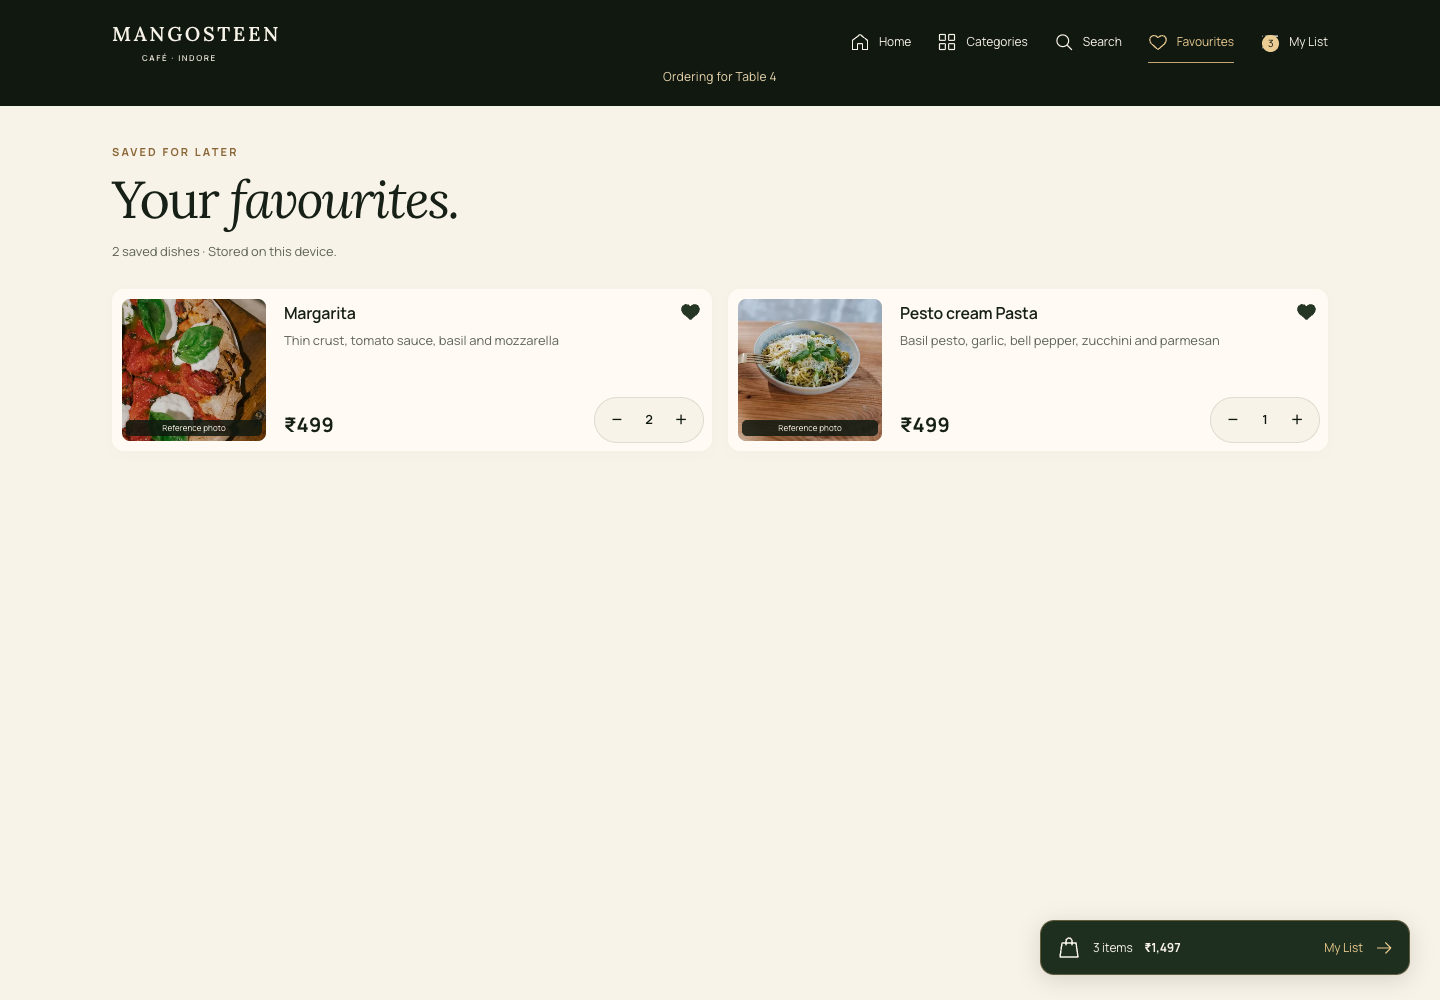 MANGOSTEEN
CAFÉ · INDORE
Home
Categories
Search
Favourites
3
My List
Ordering for Table 4
SAVED FOR LATER
Your favourites.
2 saved dishes · Stored on this device.
Margarita
Thin crust, tomato sauce, basil and mozzarella
Reference photo
₹499
− 2 +
Pesto cream Pasta
Basil pesto, garlic, bell pepper, zucchini and parmesan
Reference photo
₹499
− 1 +
3 items ₹1,497 My List →